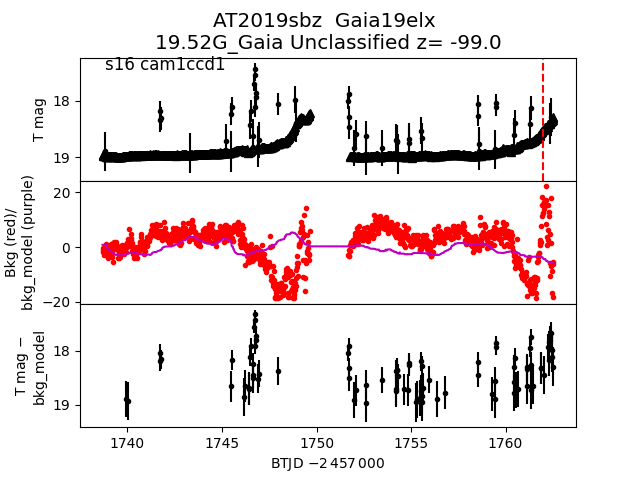 AT2019sbz  Gaia19elx
19.52G_Gaia Unclassified z= -99.0
s16 cam1ccd1
T mag
18
19
Bkg (red)/
bkg_model (purple)
20
0
−20
T mag −
bkg_model
18
19
1740
1745
1750
1755
1760
BTJD −2 457 000